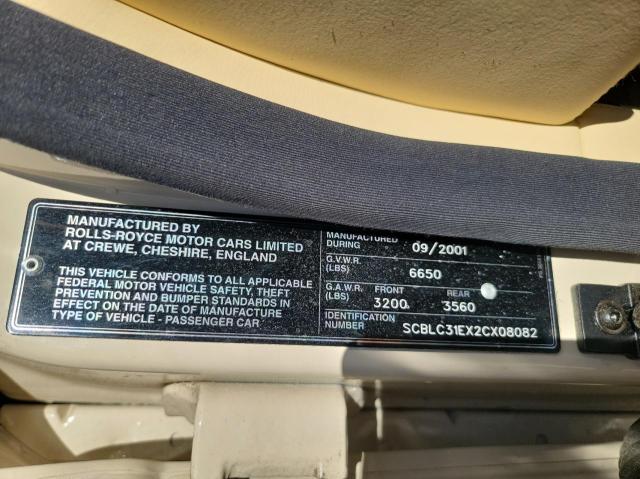 MANUFACTURED BY
ROLLS-ROYCE MOTOR CARS LIMITED
AT CREWE, CHESHIRE, ENGLAND
THIS VEHICLE CONFORMS TO ALL APPLICABLE
FEDERAL MOTOR VEHICLE SAFETY, THEFT
PREVENTION AND BUMPER STANDARDS IN
EFFECT ON THE DATE OF MANUFACTURE
TYPE OF VEHICLE - PASSENGER CAR
MANUFACTURED
DURING 09/2001
G.V.W.R.
(LBS) 6650
G.A.W.R. FRONT REAR
(LBS) 3200 3560
IDENTIFICATION
NUMBER SCBLC31EX2CX08082